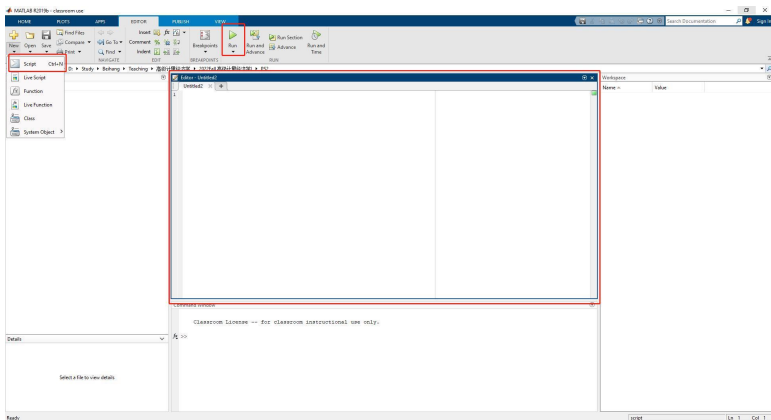 MATLAB R2019b - classroom use
HOME PLOTS APPS EDITOR PUBLISH VIEW
Search Documentation Sign In
New Open Save
Find Files
Compare
Print
Go To
Find
Insert
Comment
Indent
Breakpoints
Run
Run and Advance
Run Section
Advance
Run and Time
NAVIGATE EDIT BREAKPOINTS RUN
Script Ctrl+N
Live Script
Function
Live Function
Class
System Object
D: Study Beihang Teaching PS2
Editor - Untitled2
Untitled2
1
Workspace
Name Value
Command Window
Classroom License -- for classroom instructional use only.
fx >>
Details
Select a file to view details
Ready
script Ln 1 Col 1